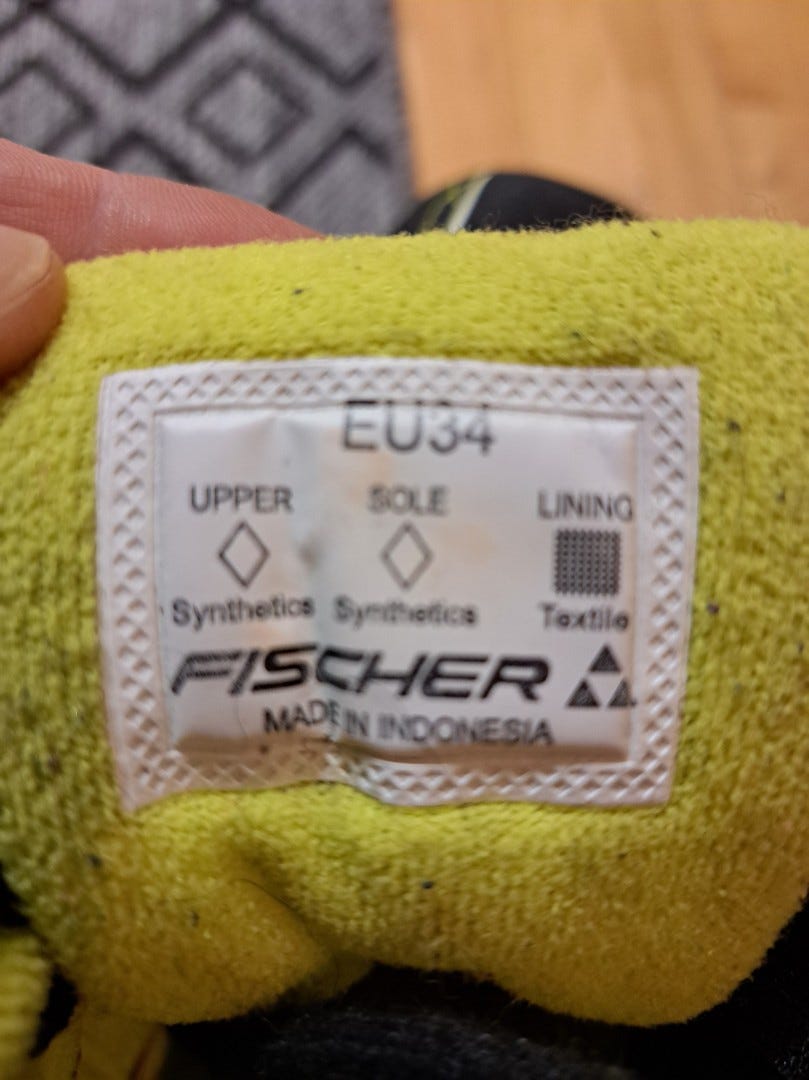 EU34
UPPER SOLE LINING
Synthetics Synthetics Textile
FISCHER
MADE IN INDONESIA